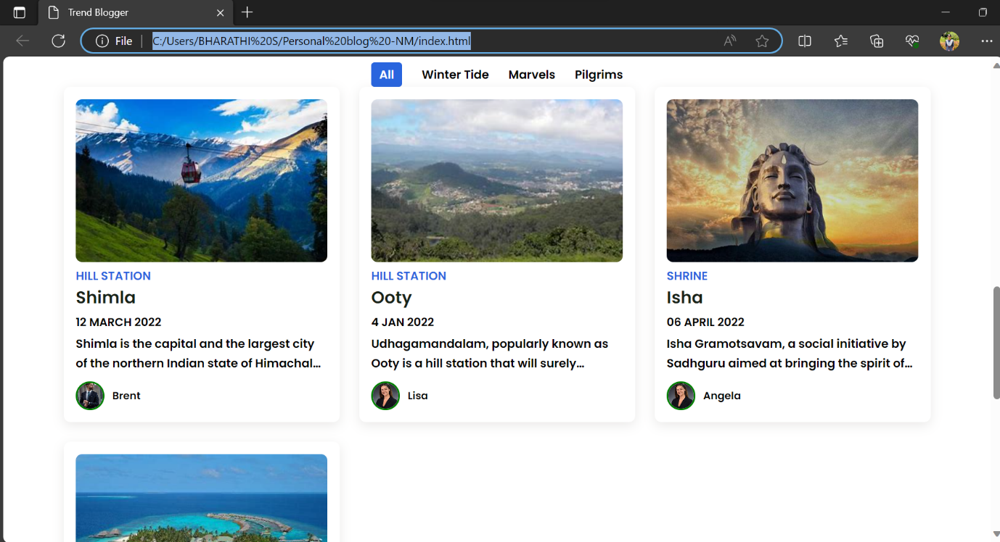 Trend Blogger
File C:/Users/BHARATHI%20S/Personal%20blog%20-NM/index.html
All Winter Tide Marvels Pilgrims
HILL STATION
Shimla
12 MARCH 2022
Shimla is the capital and the largest city
of the northern Indian state of Himachal...
Brent
HILL STATION
Ooty
4 JAN 2022
Udhagamandalam, popularly known as
Ooty is a hill station that will surely...
Lisa
SHRINE
Isha
06 APRIL 2022
Isha Gramotsavam, a social initiative by
Sadhguru aimed at bringing the spirit of...
Angela